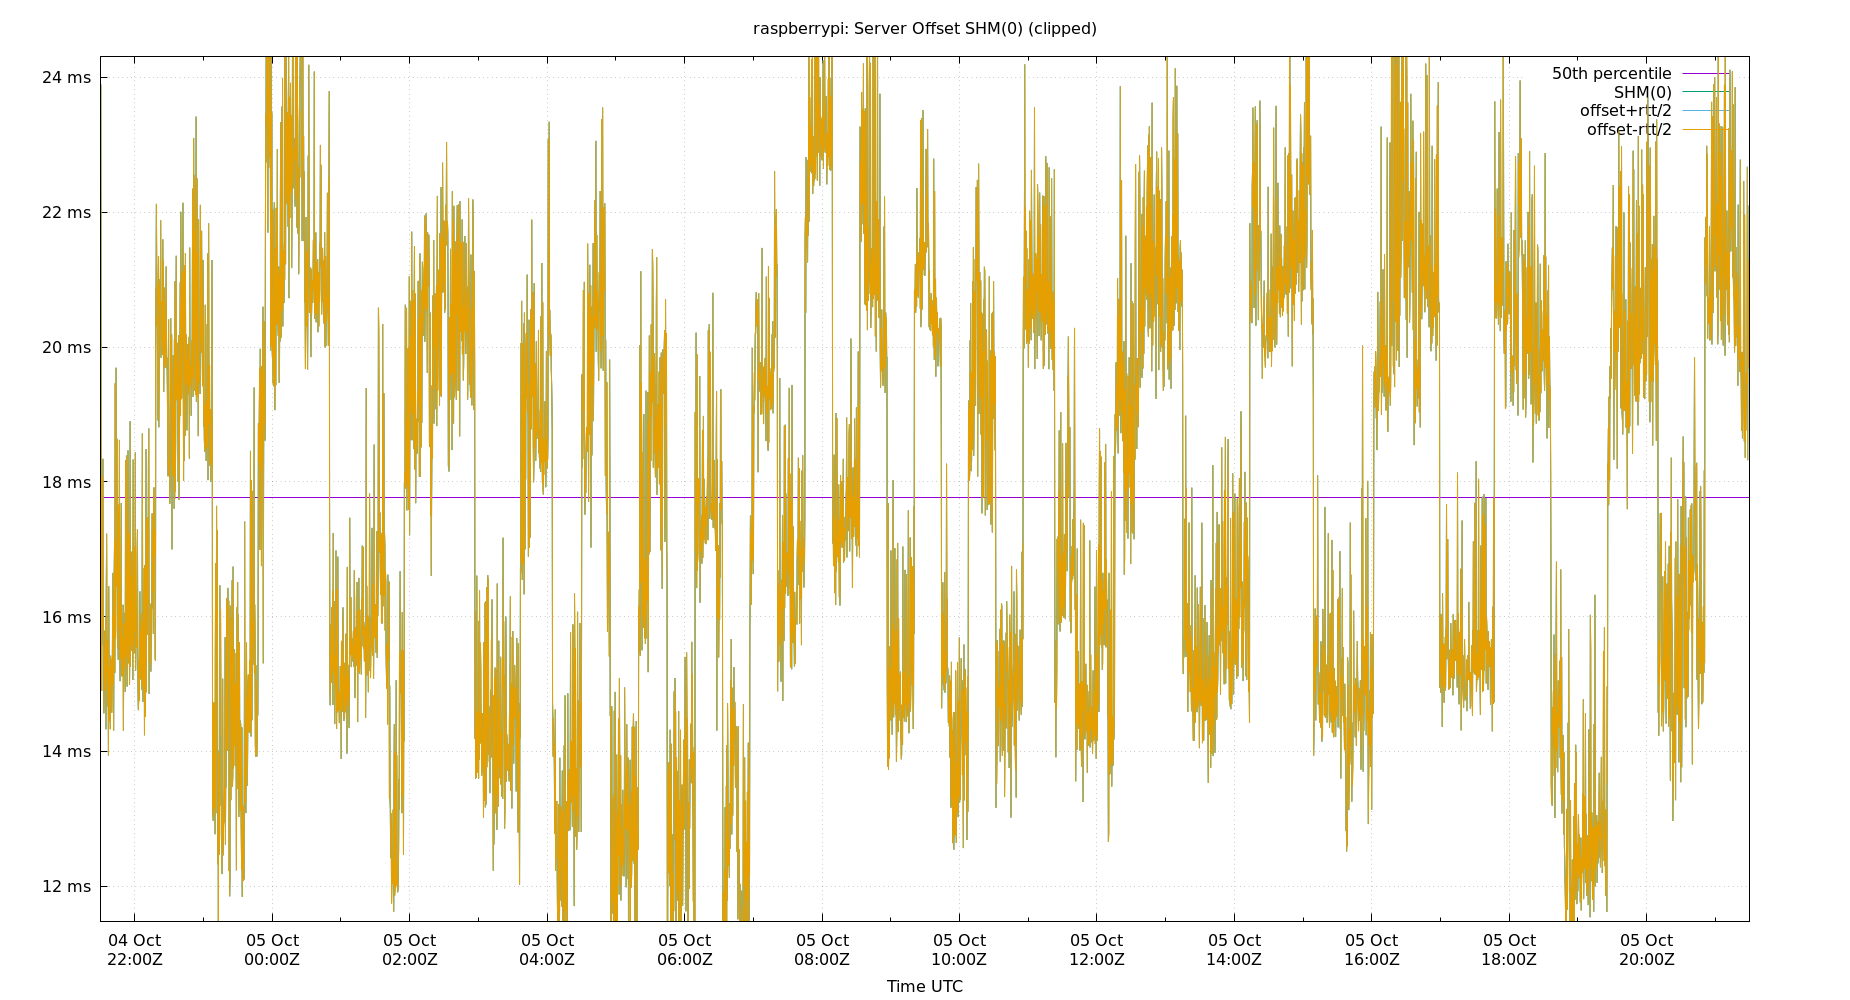 raspberrypi: Server Offset SHM(0) (clipped)
24 ms
22 ms
20 ms
18 ms
16 ms
14 ms
12 ms
50th percentile
SHM(0)
offset+rtt/2
offset-rtt/2
04 Oct 05 Oct 05 Oct 05 Oct 05 Oct 05 Oct 05 Oct 05 Oct 05 Oct 05 Oct 05 Oct 05 Oct
22:00Z 00:00Z 02:00Z 04:00Z 06:00Z 08:00Z 10:00Z 12:00Z 14:00Z 16:00Z 18:00Z 20:00Z
Time UTC